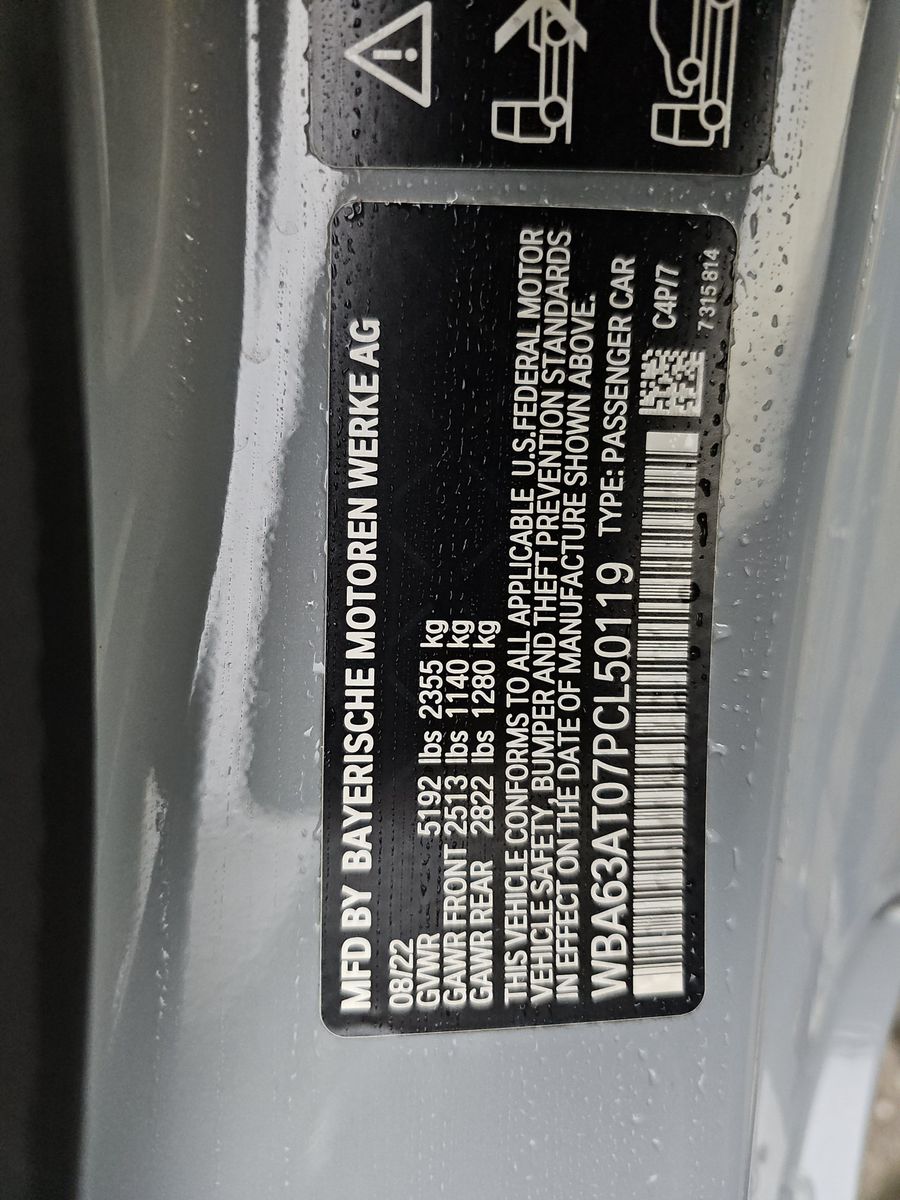 MFD BY BAYERISCHE MOTOREN WERKE AG
08/22
GVWR 5192 lbs 2355 kg
GAWR FRONT 2513 lbs 1140 kg
GAWR REAR 2822 lbs 1280 kg
THIS VEHICLE CONFORMS TO ALL APPLICABLE U.S.FEDERAL MOTOR
VEHICLE SAFETY, BUMPER AND THEFT PREVENTION STANDARDS
IN EFFECT ON THE DATE OF MANUFACTURE SHOWN ABOVE.
WBA63AT07PCL50119 TYPE: PASSENGER CAR
C4P/7
7 315 814